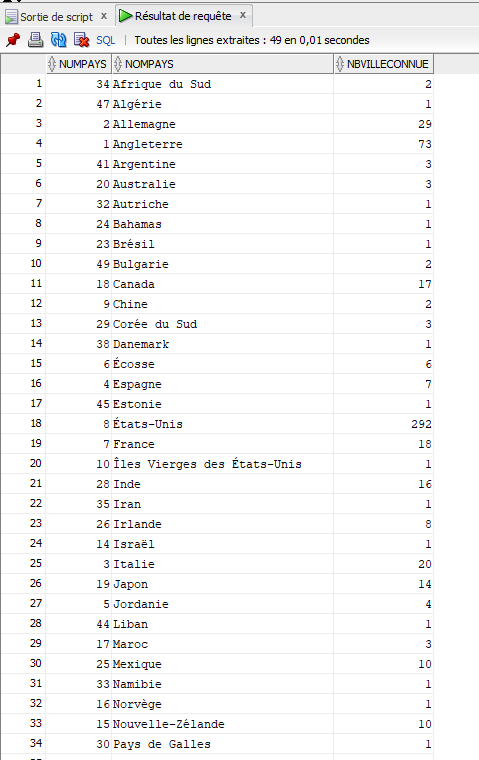 Sortie de script x Résultat de requête x
SQL | Toutes les lignes extraites : 49 en 0,01 secondes
NUMPAYS NOMPAYS NBVILLECONNUE
1 34 Afrique du Sud 2
2 47 Algérie 1
3 2 Allemagne 29
4 1 Angleterre 73
5 41 Argentine 3
6 20 Australie 3
7 32 Autriche 1
8 24 Bahamas 1
9 23 Brésil 1
10 49 Bulgarie 2
11 18 Canada 17
12 9 Chine 2
13 29 Corée du Sud 3
14 38 Danemark 1
15 6 Écosse 6
16 4 Espagne 7
17 45 Estonie 1
18 8 États-Unis 292
19 7 France 18
20 10 Îles Vierges des États-Unis 1
21 28 Inde 16
22 35 Iran 1
23 26 Irlande 8
24 14 Israël 1
25 3 Italie 20
26 19 Japon 14
27 5 Jordanie 4
28 44 Liban 1
29 17 Maroc 3
30 25 Mexique 10
31 33 Namibie 1
32 16 Norvège 1
33 15 Nouvelle-Zélande 10
34 30 Pays de Galles 1